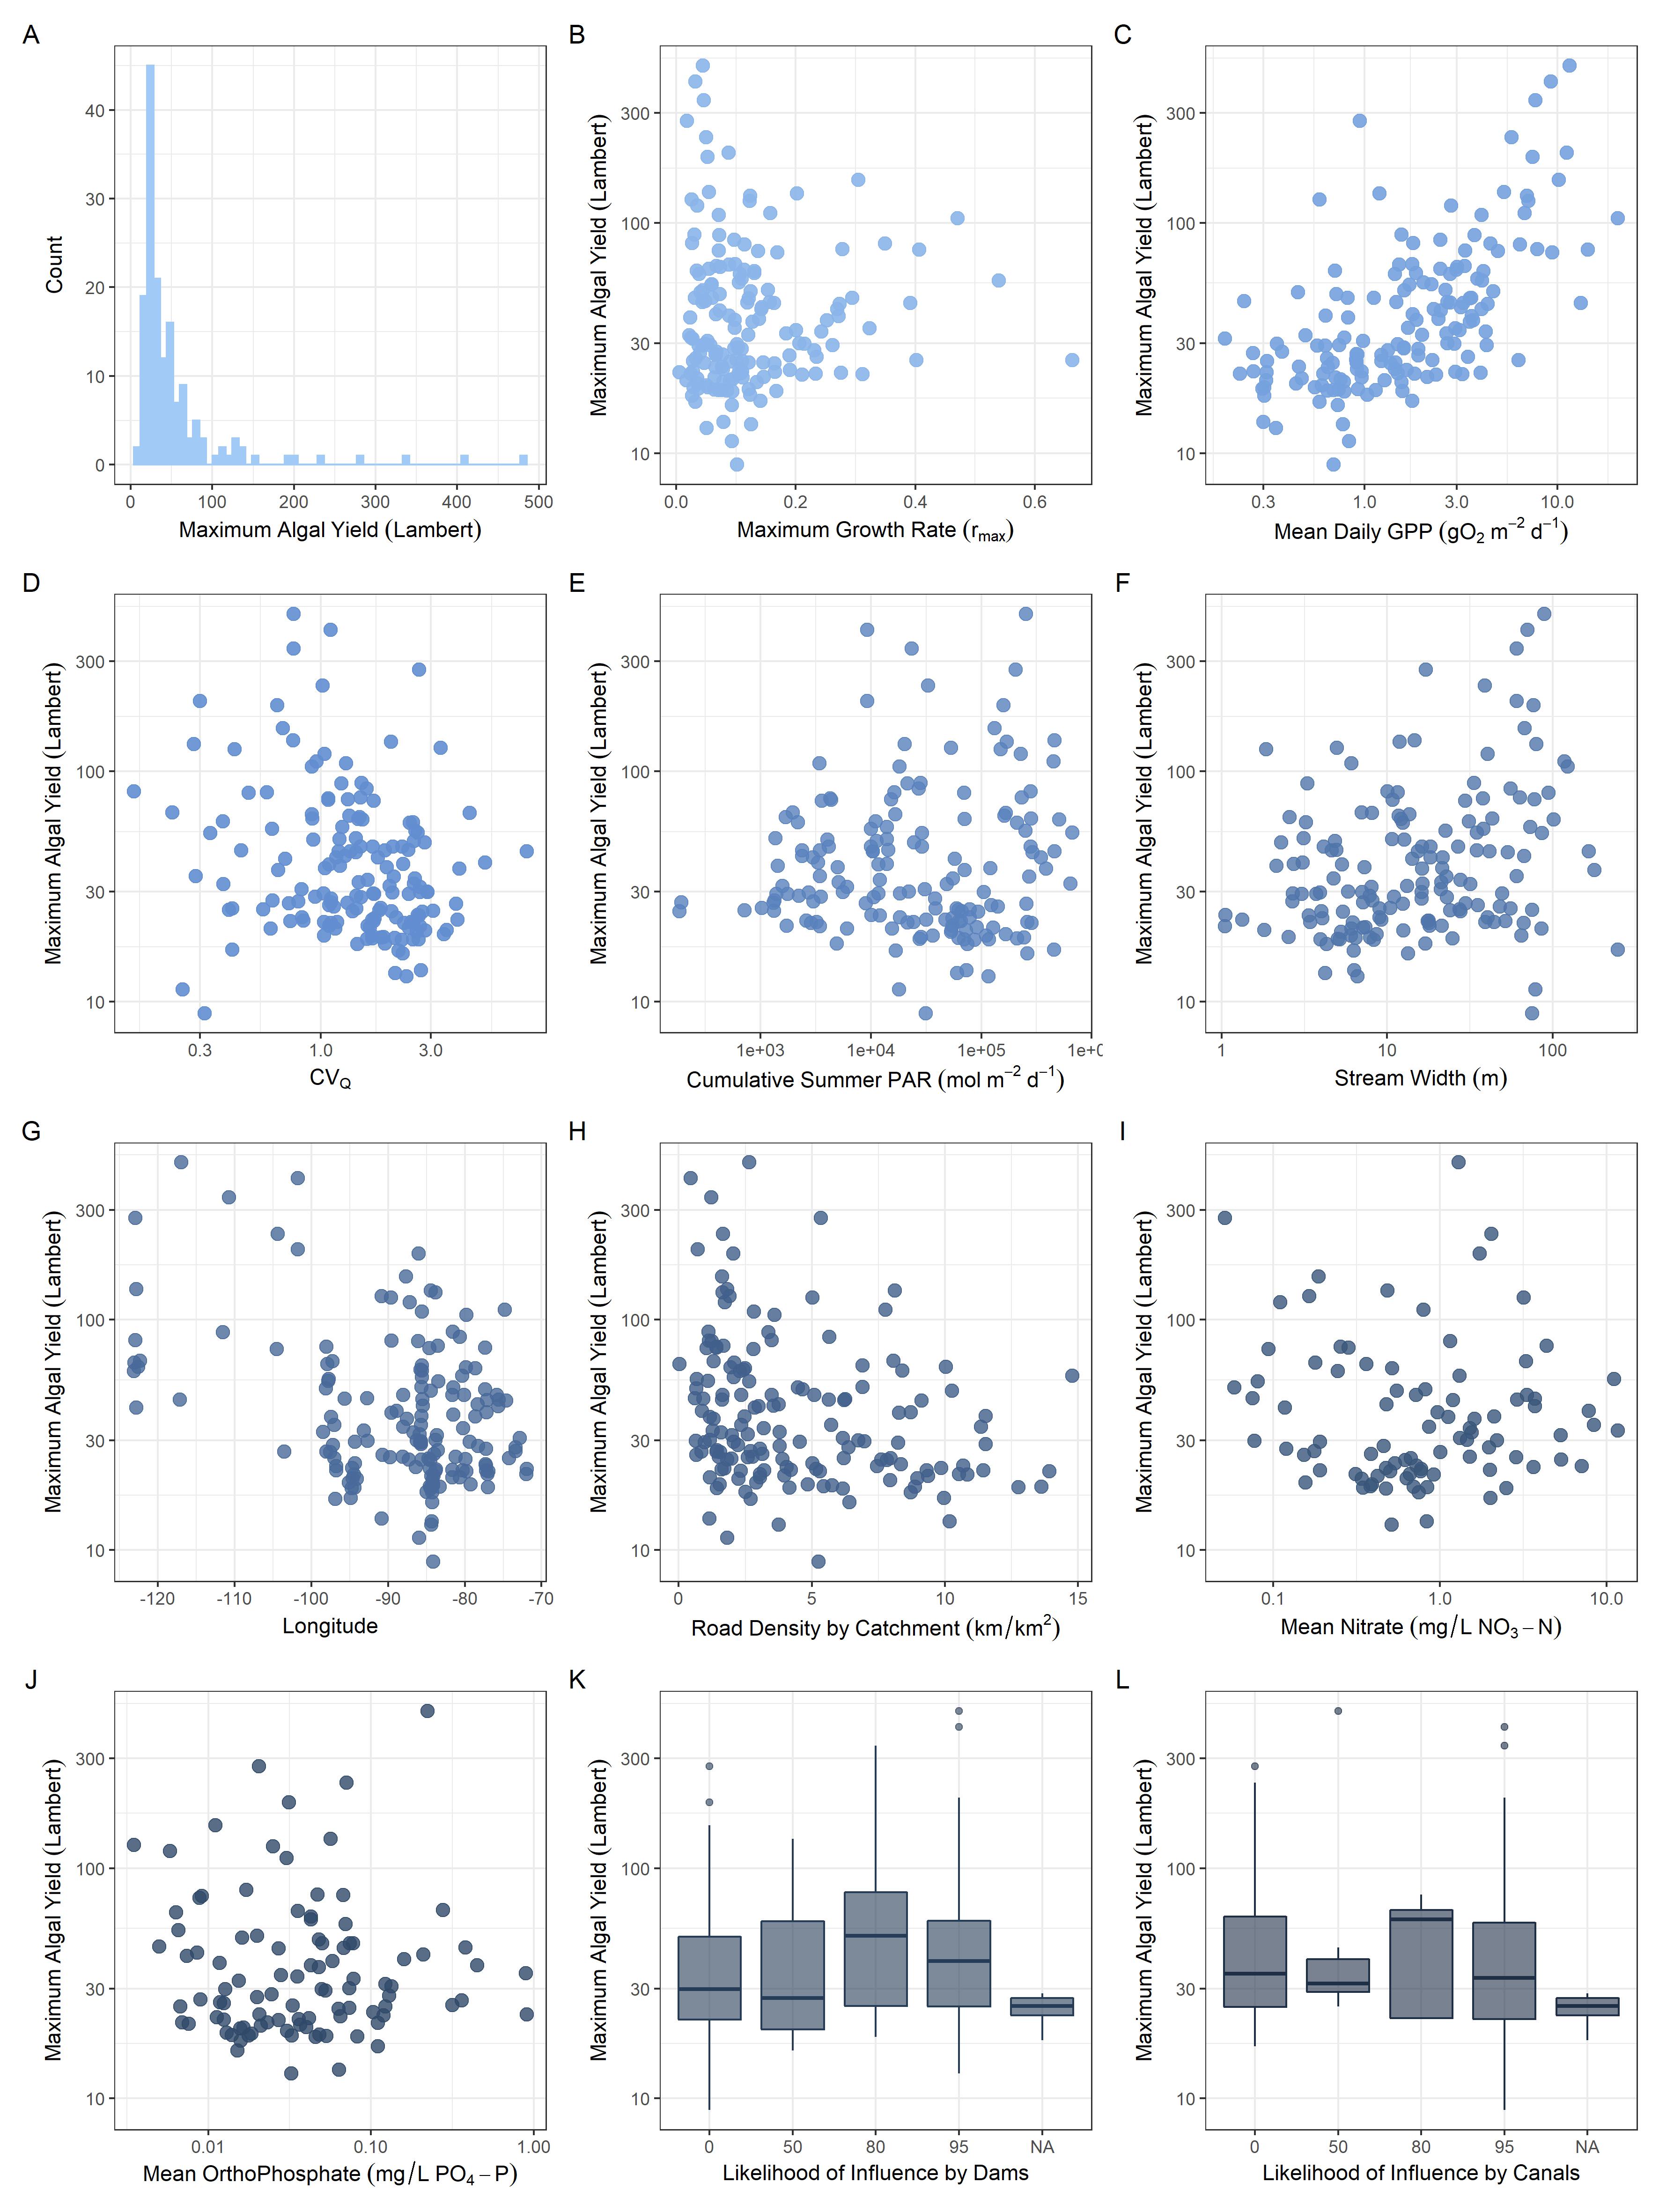 A
B
C
Count
40
30
20
10
0
0 100 200 300 400 500
Maximum Algal Yield (Lambert)
Maximum Algal Yield (Lambert)
300
100
30
10
0.0 0.2 0.4 0.6
Maximum Growth Rate (rmax)
Maximum Algal Yield (Lambert)
300
100
30
10
0.3 1.0 3.0 10.0
Mean Daily GPP (gO₂ m⁻² d⁻¹)
D
E
F
Maximum Algal Yield (Lambert)
300
100
30
10
0.3 1.0 3.0
CVQ
Maximum Algal Yield (Lambert)
300
100
30
10
1e+03 1e+04 1e+05 1e+0
Cumulative Summer PAR (mol m⁻² d⁻¹)
Maximum Algal Yield (Lambert)
300
100
30
10
1 10 100
Stream Width (m)
G
H
I
Maximum Algal Yield (Lambert)
300
100
30
10
-120 -110 -100 -90 -80 -70
Longitude
Maximum Algal Yield (Lambert)
300
100
30
10
0 5 10 15
Road Density by Catchment (km/km²)
Maximum Algal Yield (Lambert)
300
100
30
10
0.1 1.0 10.0
Mean Nitrate (mg/L NO₃−N)
J
K
L
Maximum Algal Yield (Lambert)
300
100
30
10
0.01 0.10 1.00
Mean OrthoPhosphate (mg/L PO₄−P)
Maximum Algal Yield (Lambert)
300
100
30
10
0 50 80 95 NA
Likelihood of Influence by Dams
Maximum Algal Yield (Lambert)
300
100
30
10
0 50 80 95 NA
Likelihood of Influence by Canals